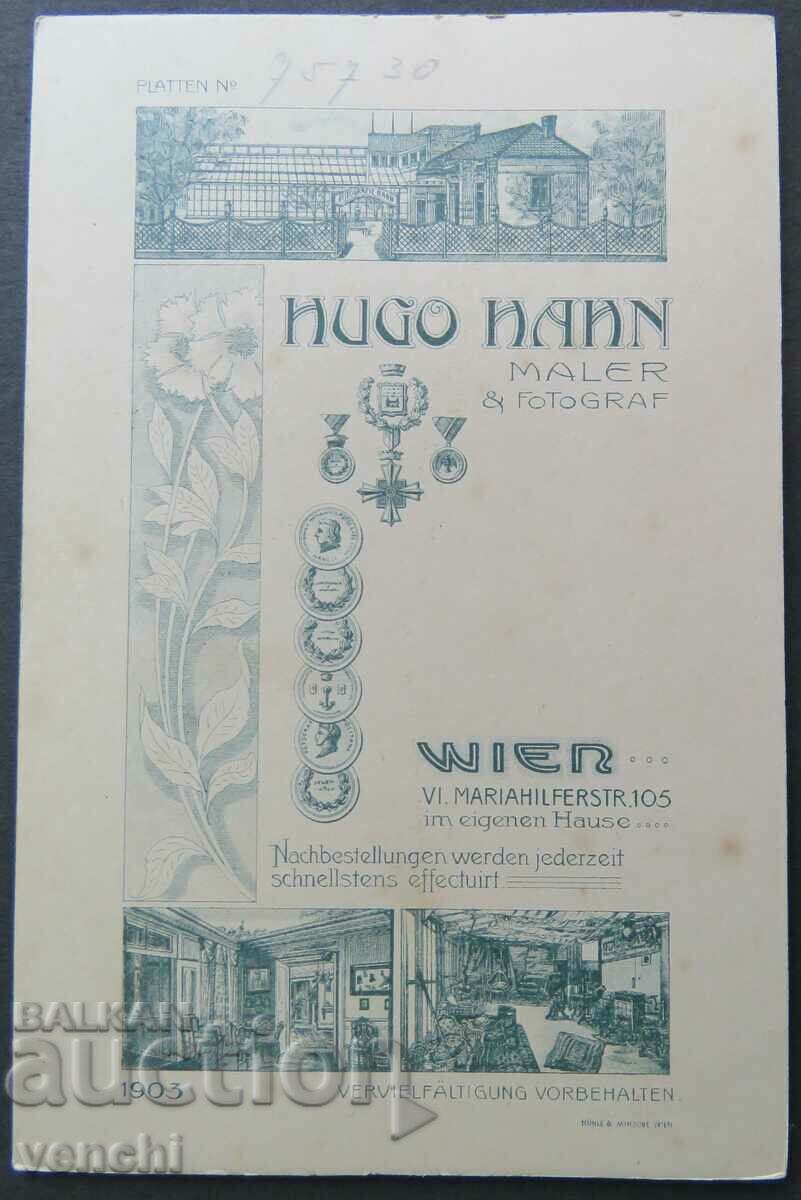 PLATTEN Nº 95730
HUGO HAHN
MALER
& FOTOGRAF
WIEN
VI. MARIAHILFERSTR. 105
im eigenen Hause
Nachbestellungen werden jederzeit
schnellstens effectuirt.
BALKAN
auction
1903 VERVIELFÄLTIGUNG VORBEHALTEN.
WIEN
venchi